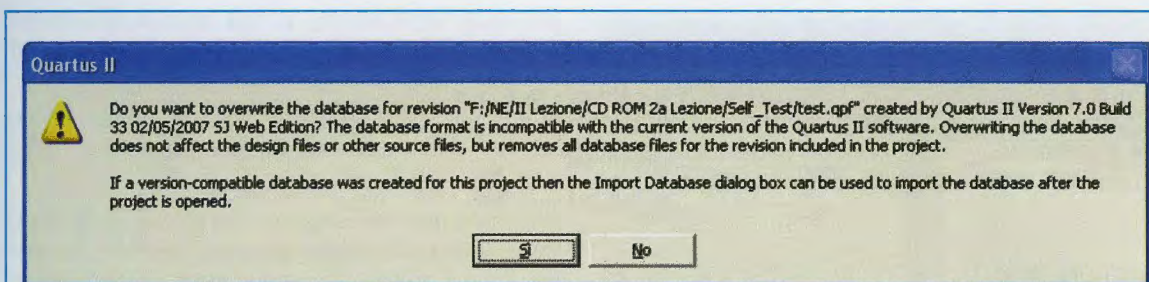 Quartus II
Do you want to overwrite the database for revision "F:/NE/II Lezione/CD ROM 2a Lezione/Self_Test/test.qpf" created by Quartus II Version 7.0 Build
33 02/05/2007 SJ Web Edition? The database format is incompatible with the current version of the Quartus II software. Overwriting the database
does not affect the design files or other source files, but removes all database files for the revision included in the project.
If a version-compatible database was created for this project then the Import Database dialog box can be used to import the database after the
project is opened.
Sì
No